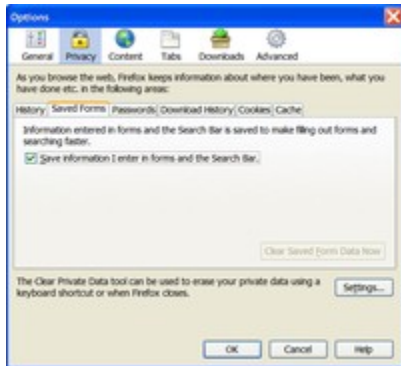 Options
General Privacy Content Tabs Downloads Advanced
As you browse the web, Firefox keeps information about where you have been, what you
have done etc. in the following areas:
History Saved Forms Passwords Download History Cookies Cache
Information entered in forms and the Search Bar is saved to make filling out forms and
searching faster.
Save information I enter in forms and the Search Bar.
Clear Saved Form Data Now
The Clear Private Data tool can be used to erase your private data using a
keyboard shortcut or when Firefox closes.
Settings...
OK Cancel Help